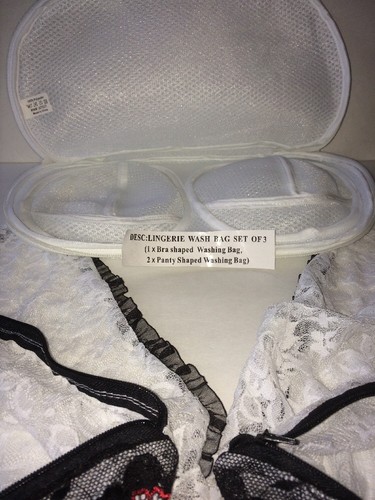 DESC:LINGERIE WASH BAG SET OF 3
(1 x Bra shaped Washing Bag,
2 x Panty Shaped Washing Bag)